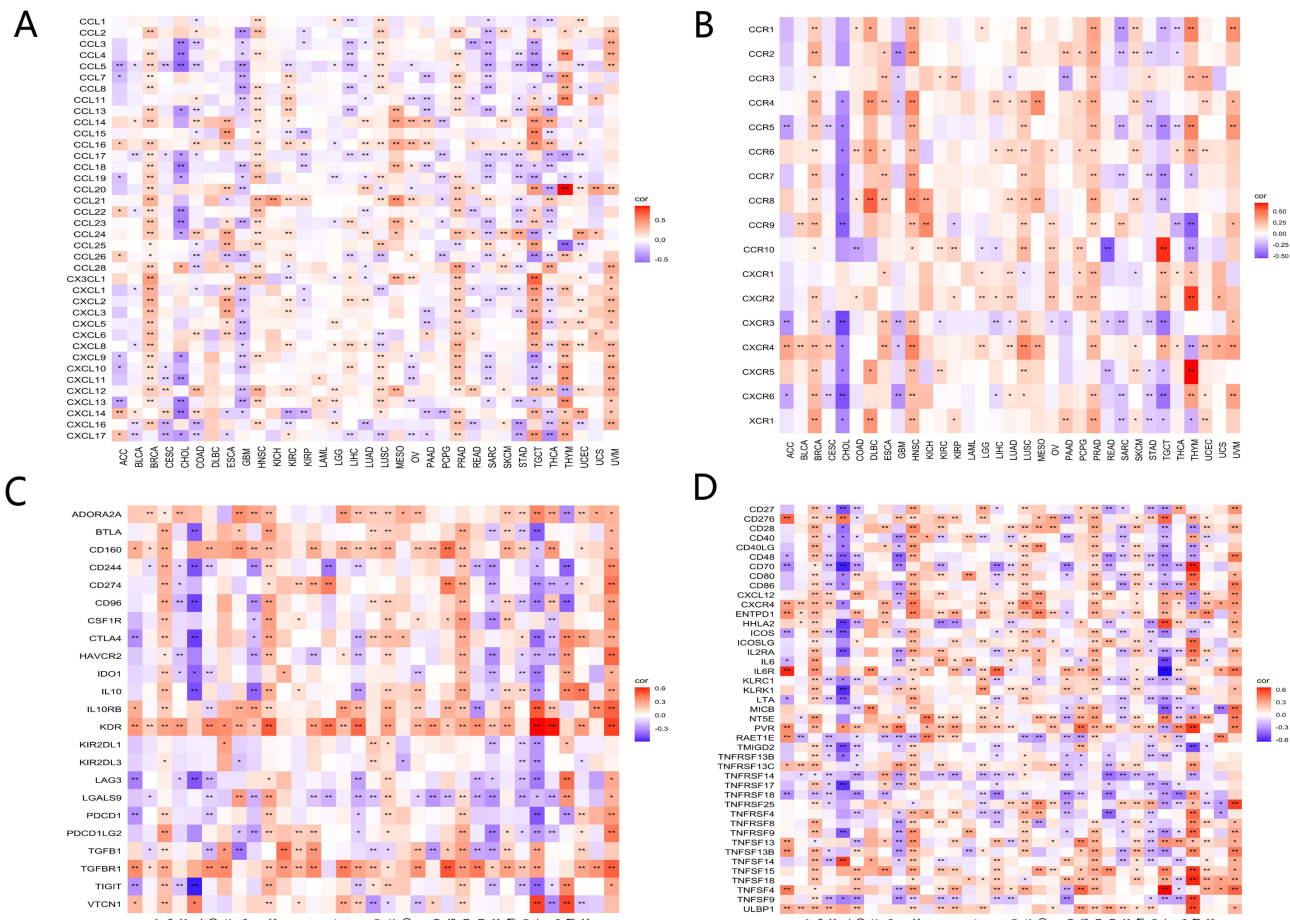 A
CCL1
CCL2
CCL3
CCL4
CCL5
CCL7
CCL8
CCL11
CCL13
CCL14
CCL15
CCL16
CCL17
CCL18
CCL19
CCL20
CCL21
CCL22
CCL23
CCL24
CCL25
CCL26
CCL28
CX3CL1
CXCL1
CXCL2
CXCL3
CXCL5
CXCL6
CXCL8
CXCL9
CXCL10
CXCL11
CXCL12
CXCL13
CXCL14
CXCL16
CXCL17
ACC BLCA BRCA CESC CHOL COAD DLBC ESCA GBM HNSC KICH KIRC KIRP LAML LGG LIHC LUAD LUSC MESO OV PAAD PCPG PRAD READ SARC SKCM STAD TGCT THCA THYM UCEC UCS UVM
cor
0.5
0.0
-0.5
B
CCR1
CCR2
CCR3
CCR4
CCR5
CCR6
CCR7
CCR8
CCR9
CCR10
CXCR1
CXCR2
CXCR3
CXCR4
CXCR5
CXCR6
XCR1
ACC BLCA BRCA CESC CHOL COAD DLBC ESCA GBM HNSC KICH KIRC KIRP LAML LGG LIHC LUAD LUSC MESO OV PAAD PCPG PRAD READ SARC SKCM STAD TGCT THCA THYM UCEC UCS UVM
cor
0.50
0.25
0.00
-0.25
-0.50
C
ADORA2A
BTLA
CD160
CD244
CD274
CD96
CSF1R
CTLA4
HAVCR2
IDO1
IL10
IL10RB
KDR
KIR2DL1
KIR2DL3
LAG3
LGALS9
PDCD1
PDCD1LG2
TGFB1
TGFBR1
TIGIT
VTCN1
cor
0.6
0.3
0.0
-0.3
D
CD27
CD276
CD28
CD40
CD40LG
CD48
CD70
CD80
CD86
CXCL12
CXCR4
ENTPD1
HHLA2
ICOS
ICOSLG
IL2RA
IL6
IL6R
KLRC1
KLRK1
LTA
MICB
NT5E
PVR
RAET1E
TMIGD2
TNFRSF13B
TNFRSF13C
TNFRSF14
TNFRSF17
TNFRSF18
TNFRSF25
TNFRSF4
TNFRSF8
TNFRSF9
TNFSF13
TNFSF13B
TNFSF14
TNFSF15
TNFSF18
TNFSF4
TNFSF9
ULBP1
cor
0.6
0.3
0.0
-0.3
-0.6